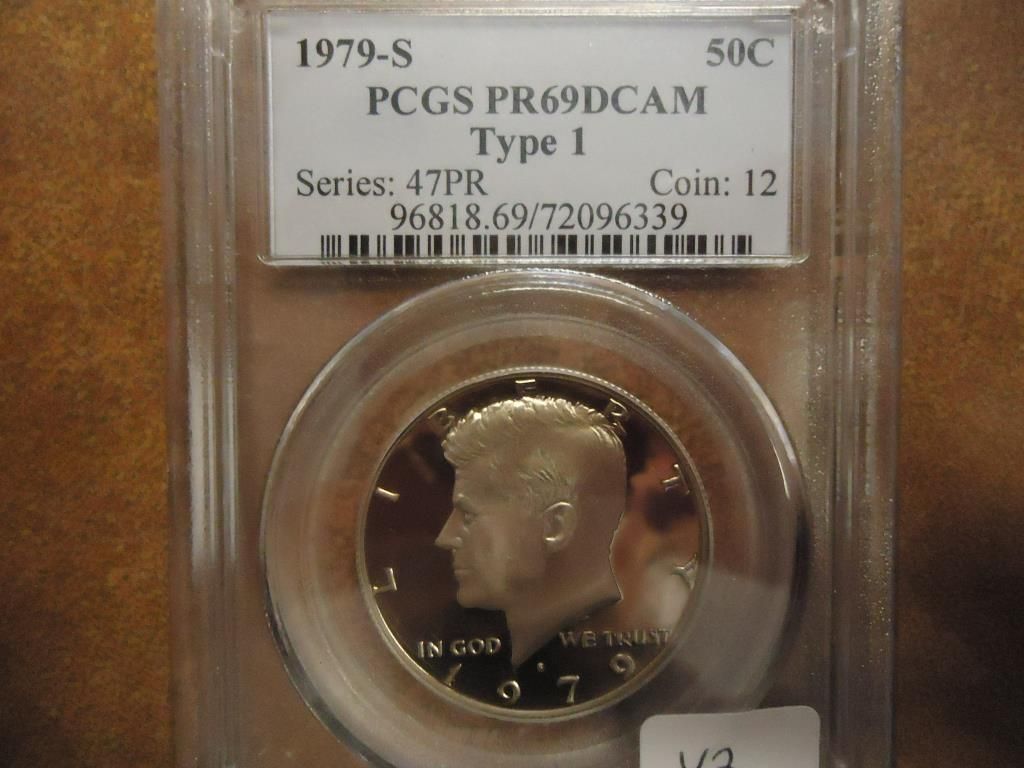 1979-S 50C
PCGS PR69DCAM
Type 1
Series: 47PR Coin: 12
96818.69/72096339
LIBERTY
IN GOD WE TRUST
1979